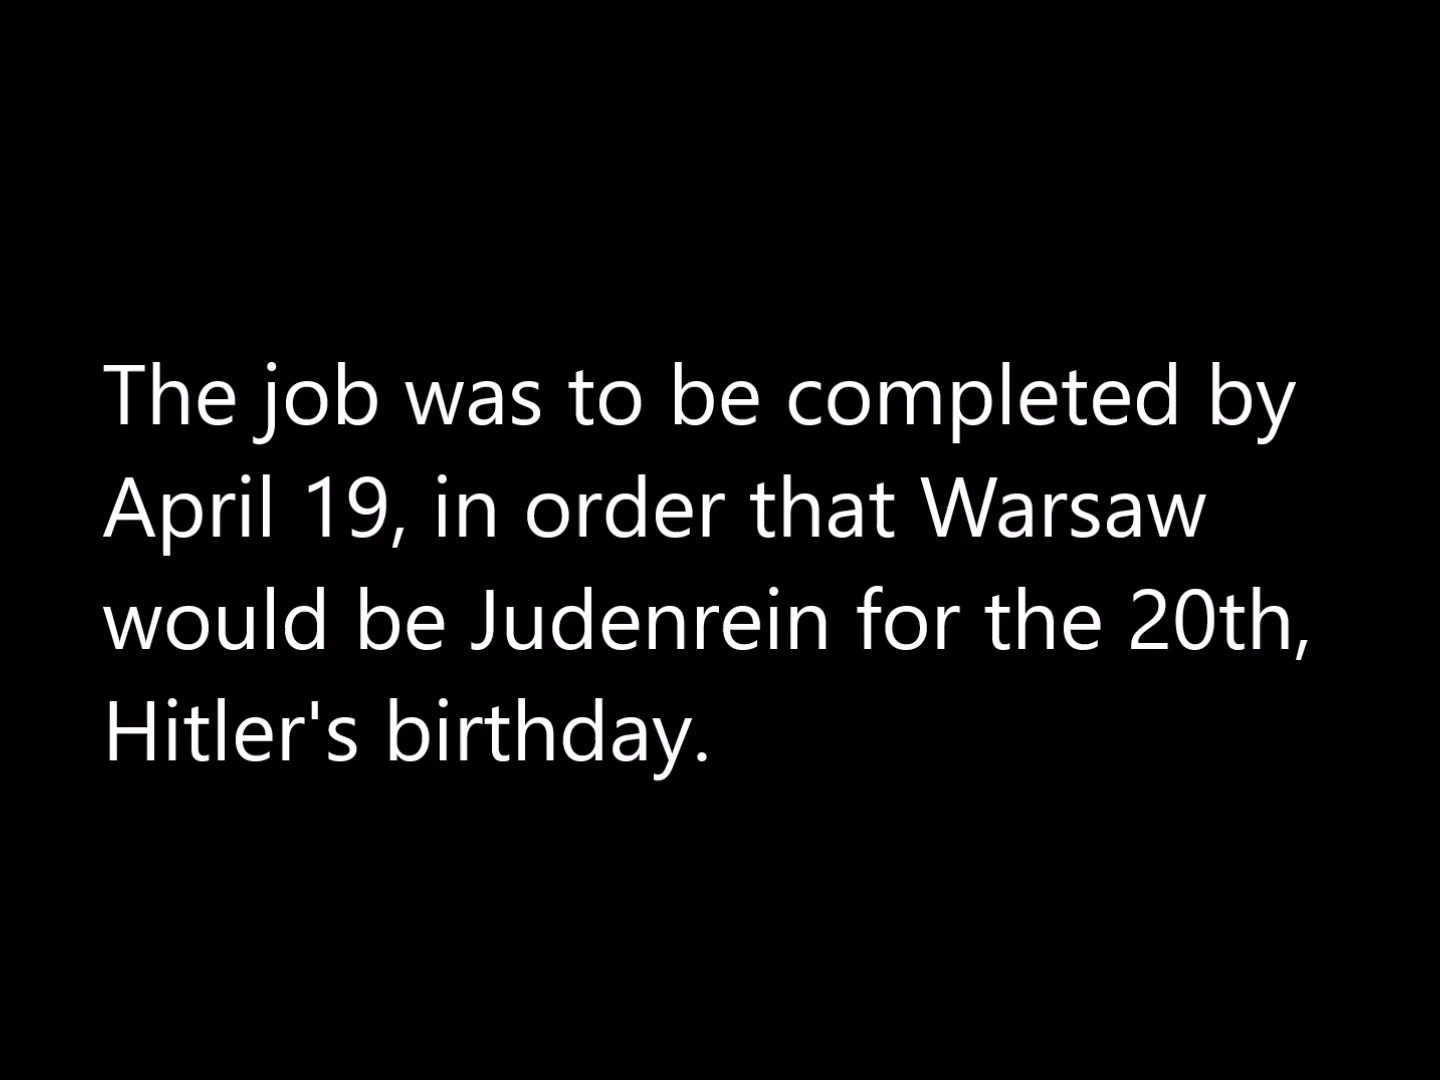 The job was to be completed by
April 19, in order that Warsaw
would be Judenrein for the 20th,
Hitler's birthday.